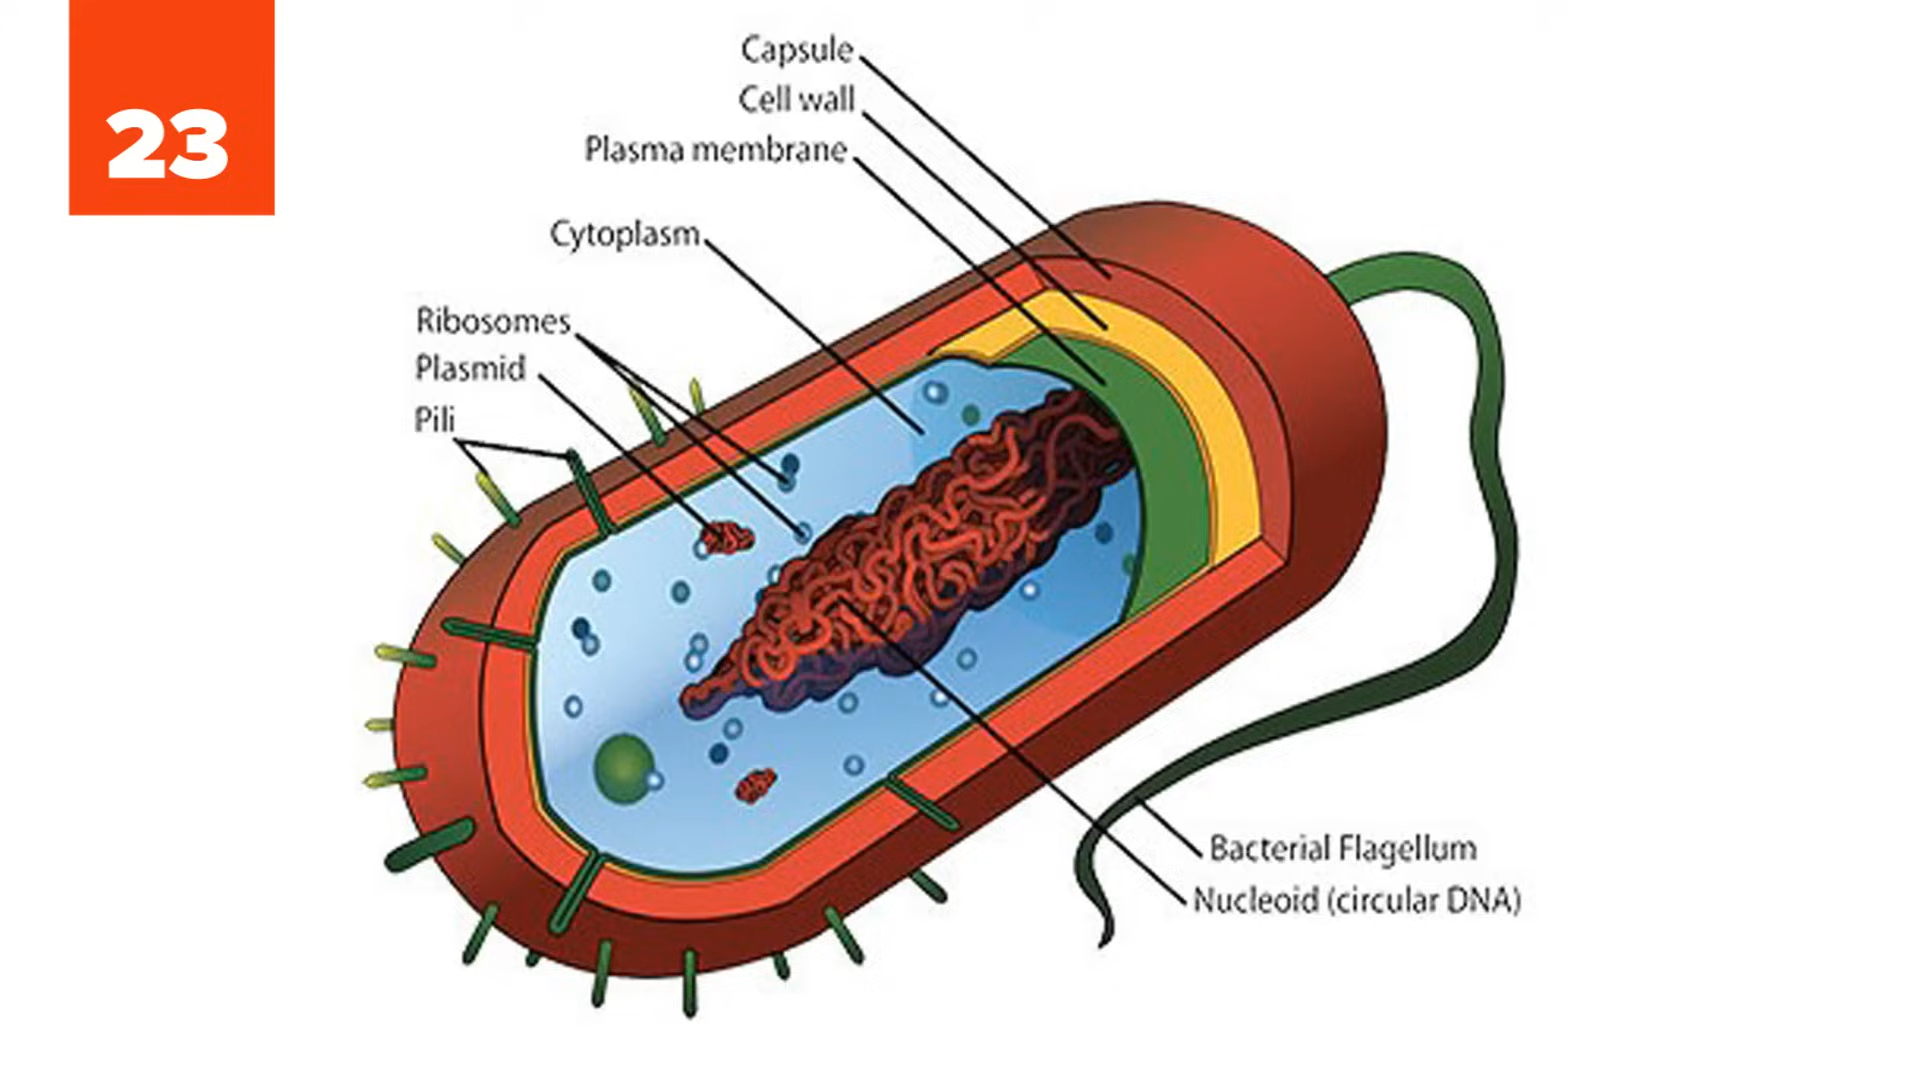 23
Capsule
Cell wall
Plasma membrane
Cytoplasm
Ribosomes
Plasmid
Pili
Bacterial Flagellum
Nucleoid (circular DNA)